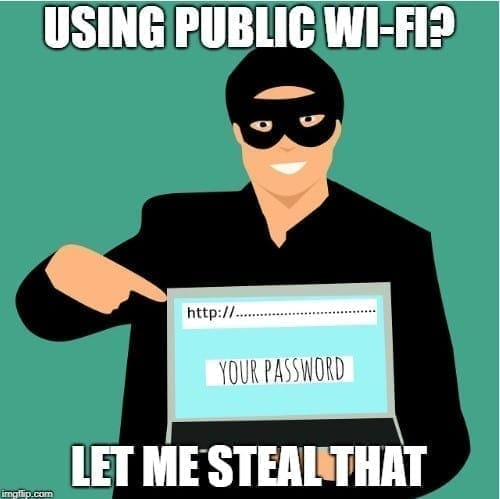 USING PUBLIC WI-FI?
http://...................................
YOUR PASSWORD
LET ME STEAL THAT
imgflip.com